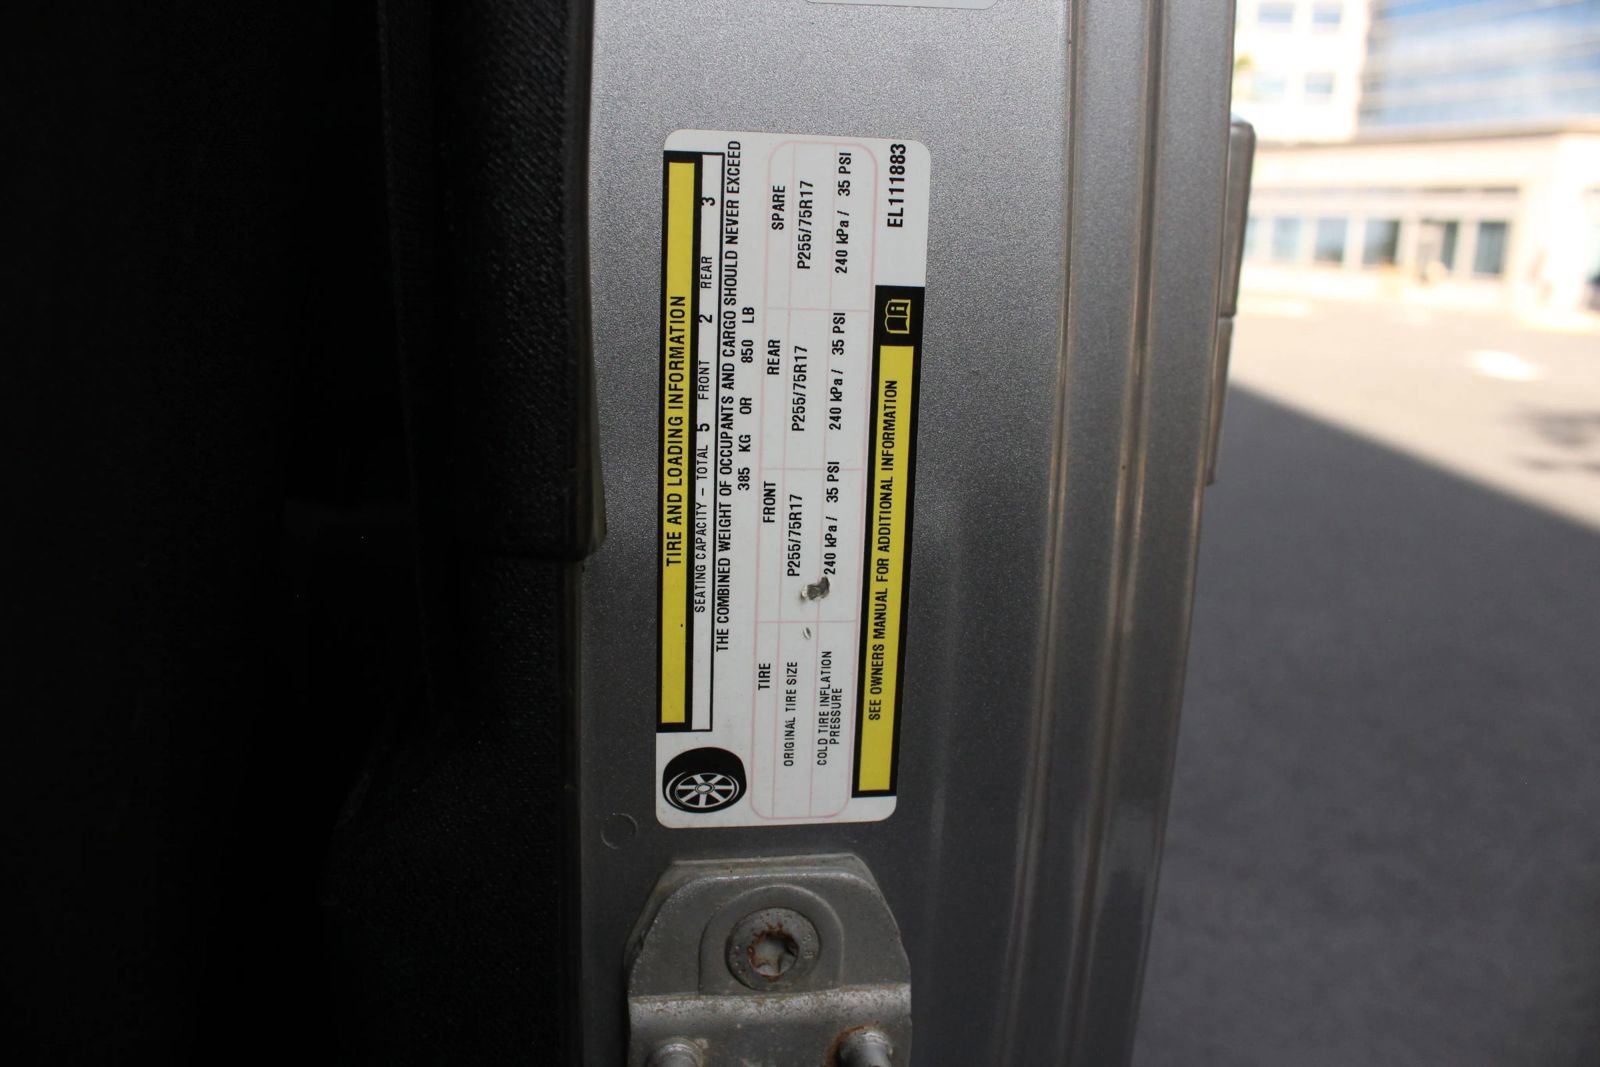 TIRE AND LOADING INFORMATION
SEATING CAPACITY – TOTAL 5 FRONT 2 REAR 3
THE COMBINED WEIGHT OF OCCUPANTS AND CARGO SHOULD NEVER EXCEED
385 KG OR 850 LB
TIRE FRONT REAR SPARE
ORIGINAL TIRE SIZE P255/75R17 P255/75R17 P255/75R17
COLD TIRE INFLATION
PRESSURE 240 kPa / 35 PSI 240 kPa / 35 PSI 240 kPa / 35 PSI
SEE OWNERS MANUAL FOR ADDITIONAL INFORMATION
EL111883